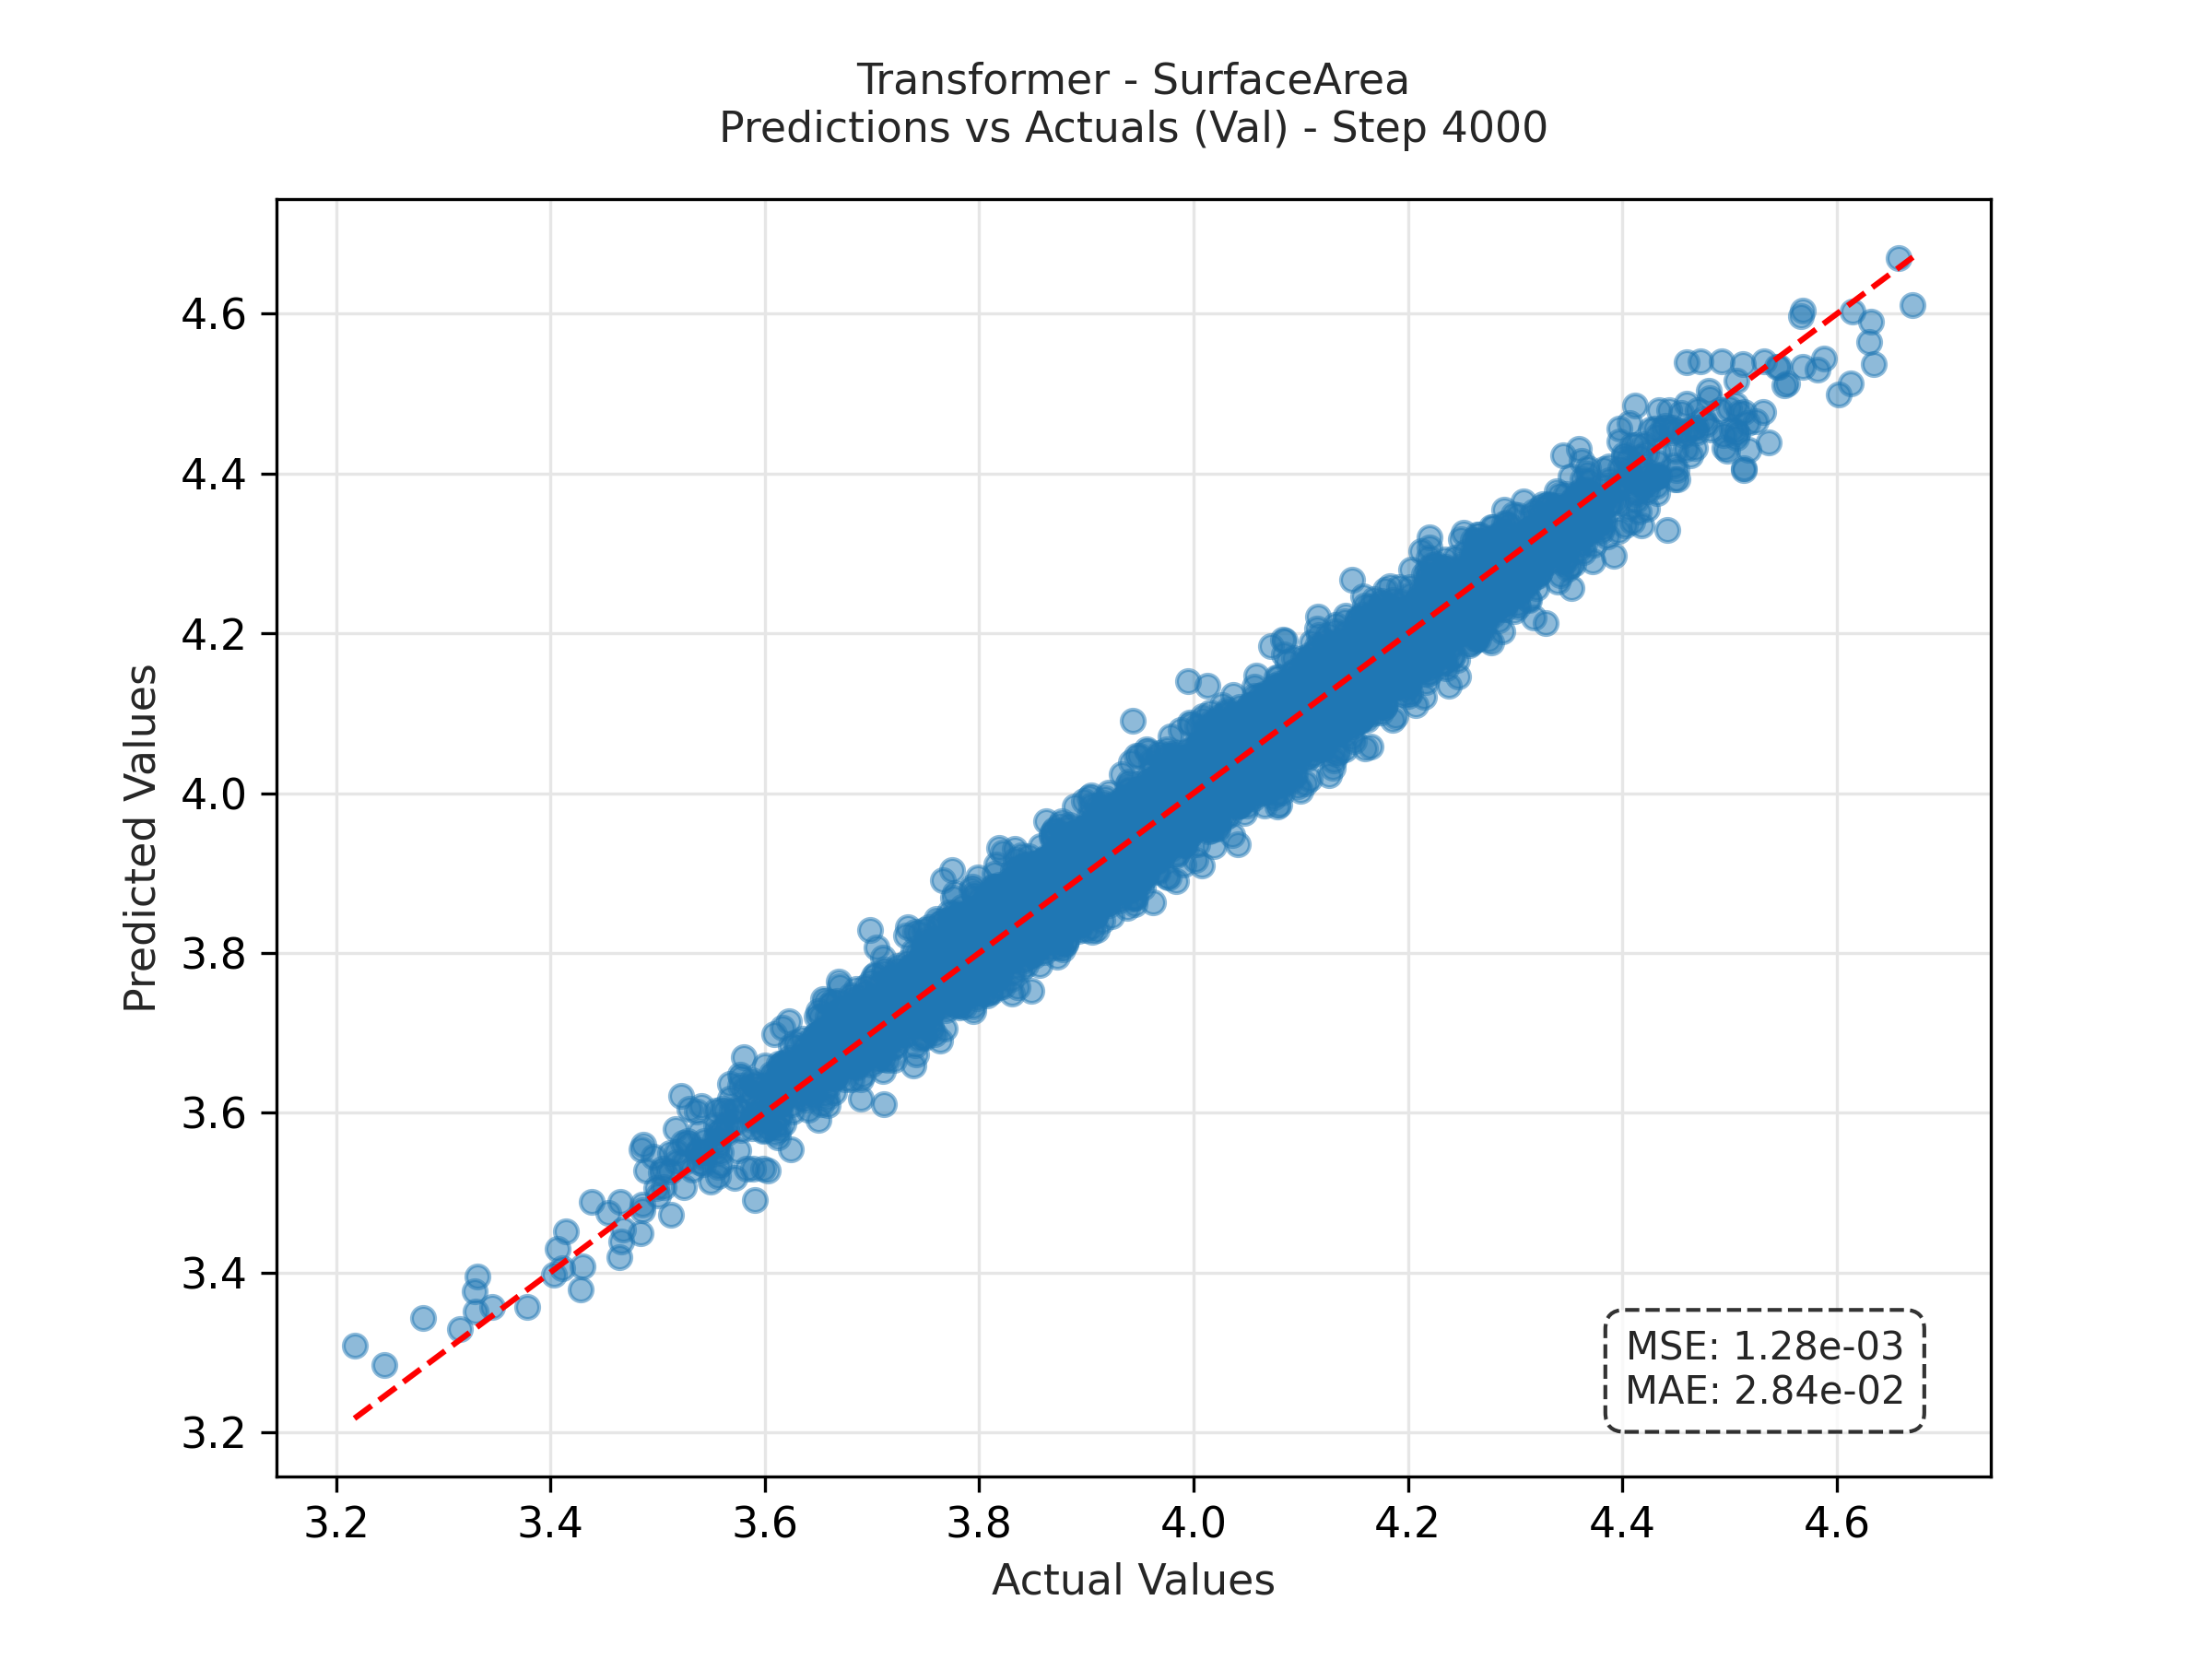 Transformer - SurfaceArea
Predictions vs Actuals (Val) - Step 4000
Predicted Values
4.6
4.4
4.2
4.0
3.8
3.6
3.4
3.2
MSE: 1.28e-03
MAE: 2.84e-02
3.2 3.4 3.6 3.8 4.0 4.2 4.4 4.6
Actual Values